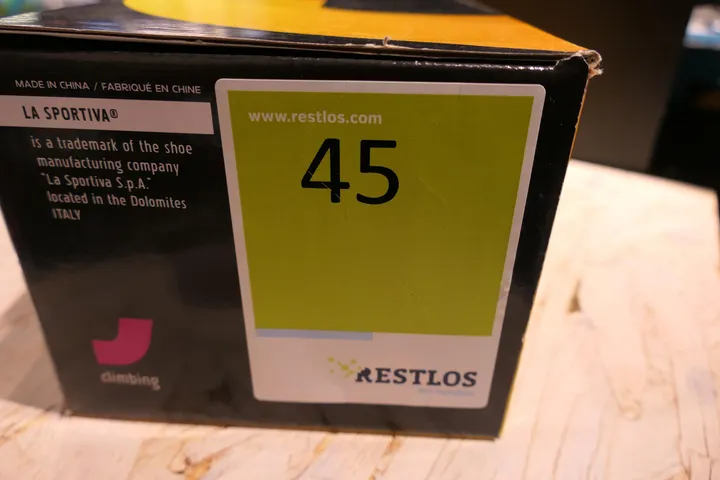 MADE IN CHINA / FABRIQUÉ EN CHINE
LA SPORTIVA®
is a trademark of the shoe
manufacturing company
"La Sportiva S.p.A."
located in the Dolomites
ITALY
climbing
www.restlos.com
45
RESTLOS